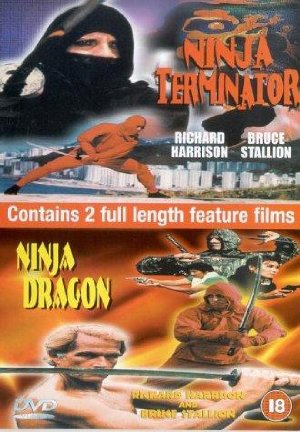 NINJA
TERMINATOR
RICHARD HARRISON
BRUCE STALLION
Contains 2 full length feature films
NINJA
DRAGON
RICHARD HARRISON
AND
BRUCE STALLION
DVD
18